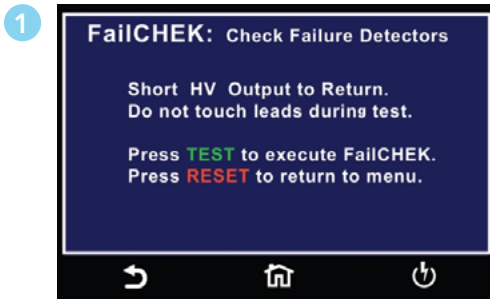 1
FailCHEK: Check Failure Detectors
Short HV Output to Return.
Do not touch leads during test.
Press TEST to execute FailCHEK.
Press RESET to return to menu.